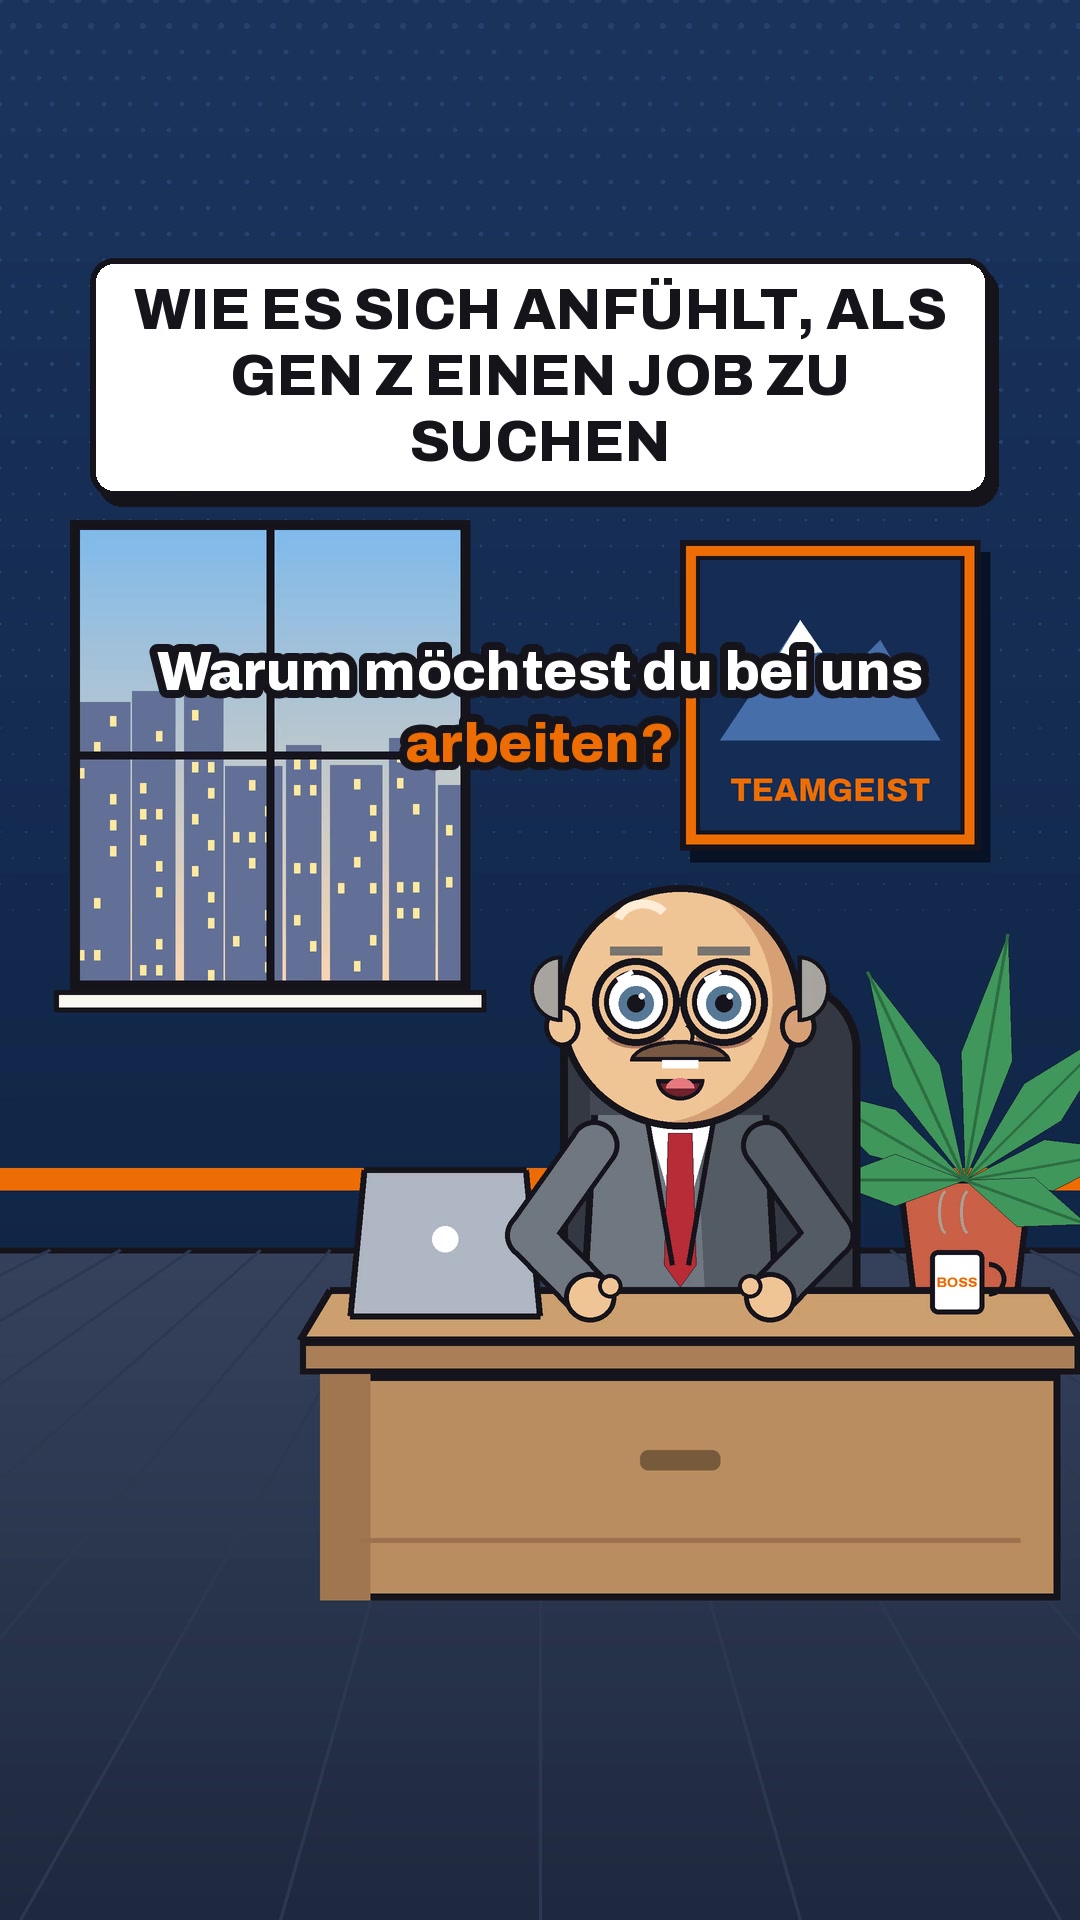 WIE ES SICH ANFÜHLT, ALS
GEN Z EINEN JOB ZU
SUCHEN
Warum möchtest du bei uns
arbeiten?
TEAMGEIST
BOSS